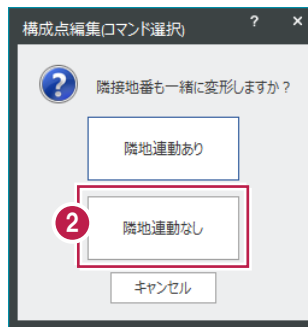 構成点編集(コマンド選択) ? ×
隣接地番も一緒に変形しますか？
隣地連動あり
2
隣地連動なし
キャンセル